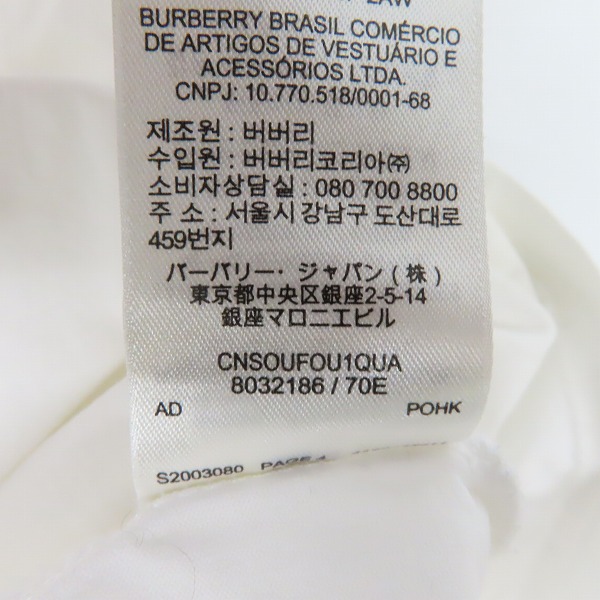 LAW
BURBERRY BRASIL COMÉRCIO
DE ARTIGOS DE VESTUÁRIO E
ACESSÓRIOS LTDA.
CNPJ: 10.770.518/0001-68
제조원 : 버버리
수입원 : 버버리코리아㈜
소비자상담실 : 080 700 8800
주 소 : 서울시 강남구 도산대로
459번지
バーバリー・ジャパン(株)
東京都中央区銀座2-5-14
銀座マロニエビル
CNSOUFOU1QUA
8032186 / 70E
AD POHK
S2003080 PAGE